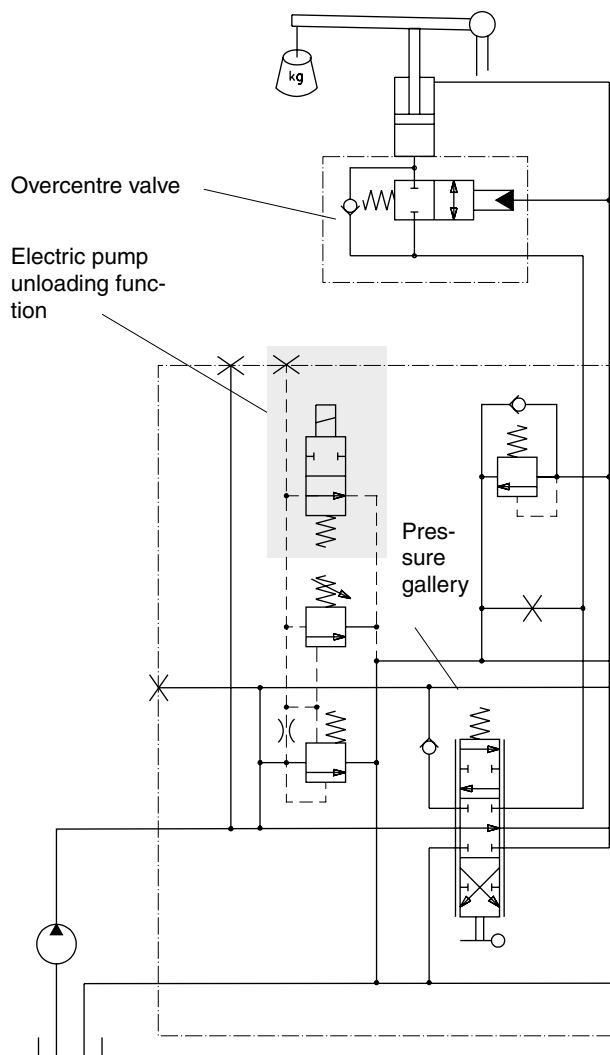 kg
Overcentre valve
Electric pump
unloading func-
tion
Pres-
sure
gallery